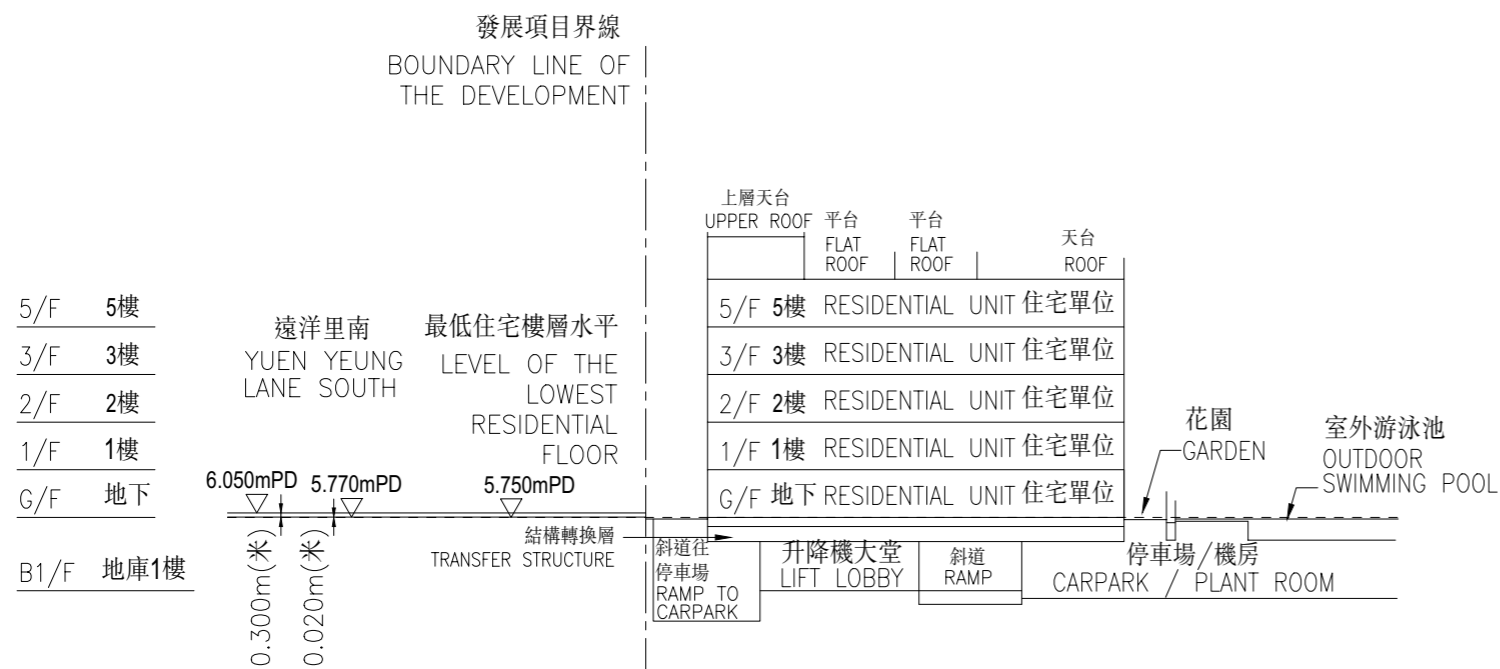 發展項目界線
BOUNDARY LINE OF
THE DEVELOPMENT
上層天台
UPPER ROOF
平台
FLAT
ROOF
平台
FLAT
ROOF
天台
ROOF
5/F 5樓
3/F 3樓
2/F 2樓
1/F 1樓
G/F 地下
B1/F 地庫1樓
遠洋里南
YUEN YEUNG
LANE SOUTH
最低住宅樓層水平
LEVEL OF THE
LOWEST
RESIDENTIAL
FLOOR
6.050mPD
5.770mPD
5.750mPD
0.300m(米)
0.020m(米)
5/F 5樓 RESIDENTIAL UNIT 住宅單位
3/F 3樓 RESIDENTIAL UNIT 住宅單位
2/F 2樓 RESIDENTIAL UNIT 住宅單位
1/F 1樓 RESIDENTIAL UNIT 住宅單位
G/F 地下 RESIDENTIAL UNIT 住宅單位
花園
GARDEN
室外游泳池
OUTDOOR
SWIMMING POOL
結構轉換層
TRANSFER STRUCTURE
斜道往
停車場
RAMP TO
CARPARK
升降機大堂
LIFT LOBBY
斜道
RAMP
停車場/機房
CARPARK / PLANT ROOM